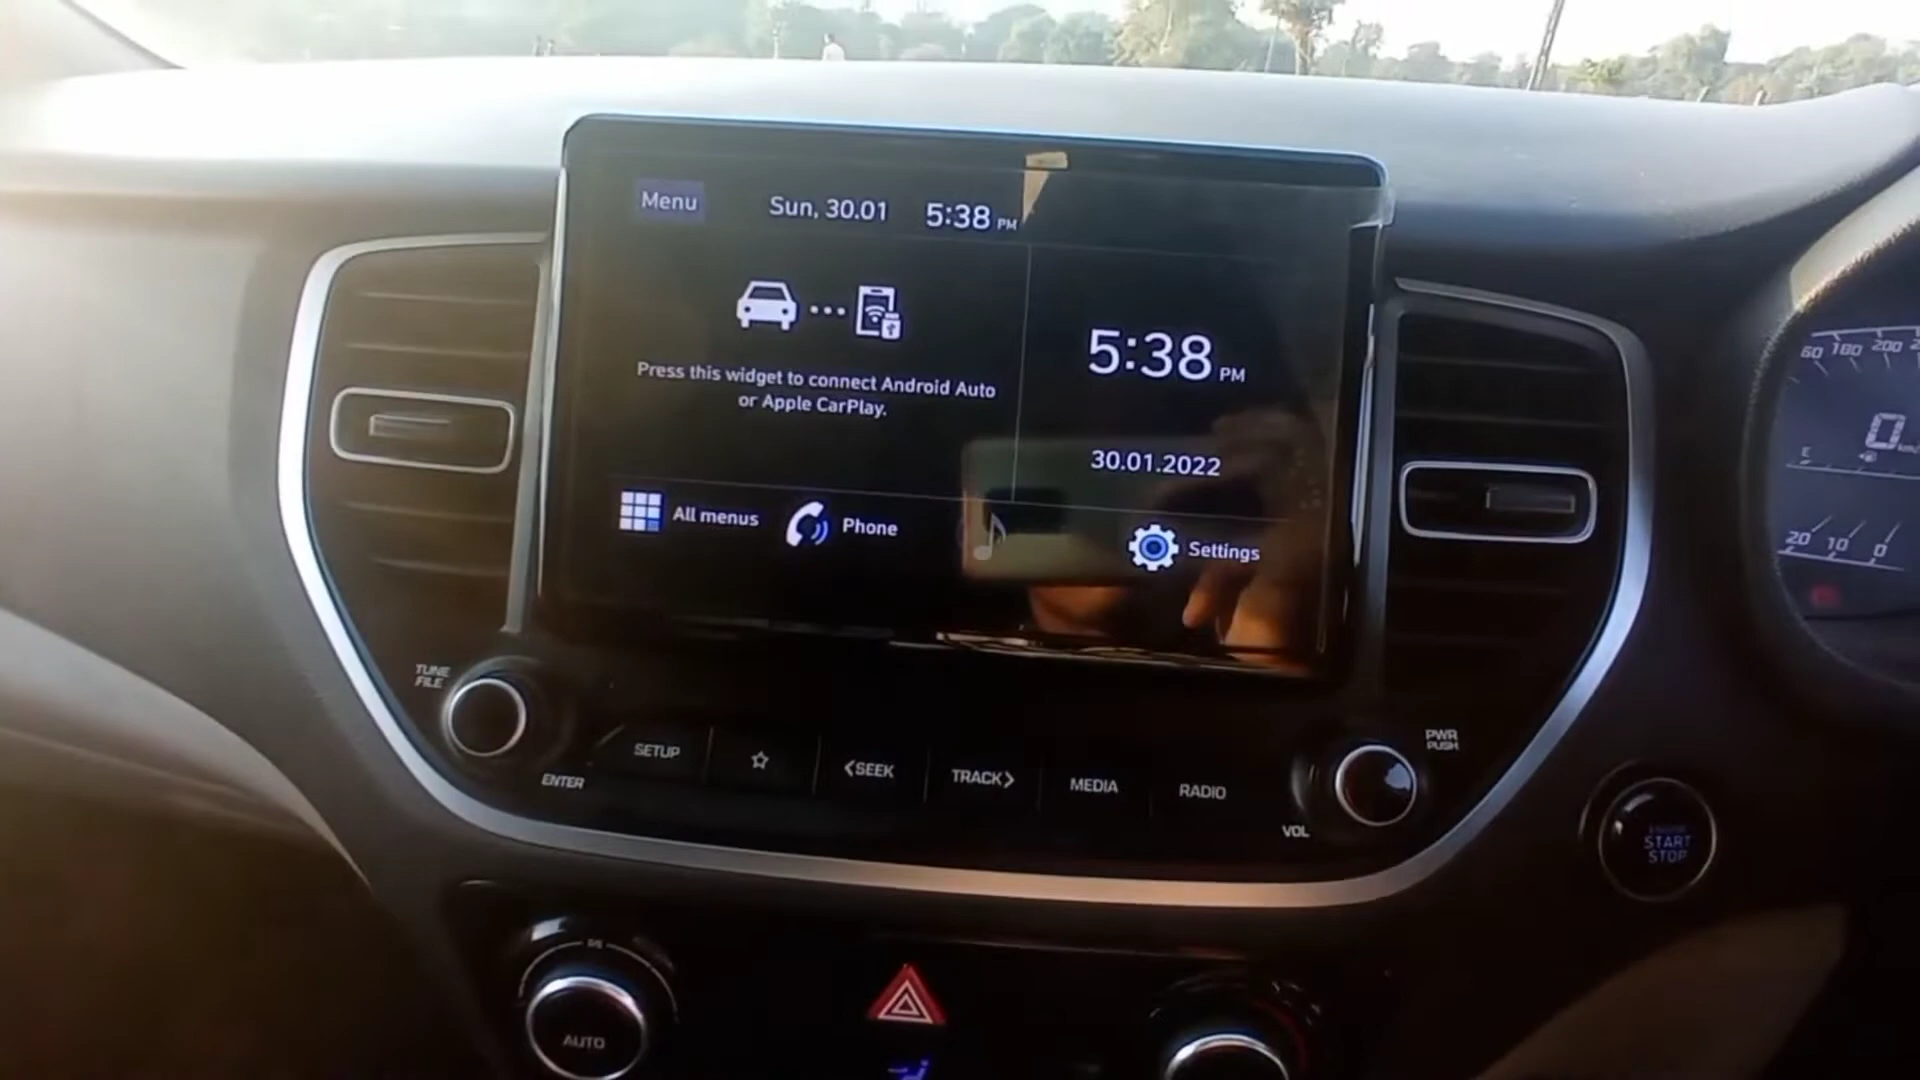 Menu
Sun, 30.01
5:38 PM
Press this widget to connect Android Auto
or Apple CarPlay.
5:38 PM
30.01.2022
All menus
Phone
Settings
TUNE
FILE
ENTER
SETUP
<SEEK
TRACK>
MEDIA
RADIO
PWR
PUSH
VOL
START
STOP
AUTO
60 180 200
0
E
20 10 0